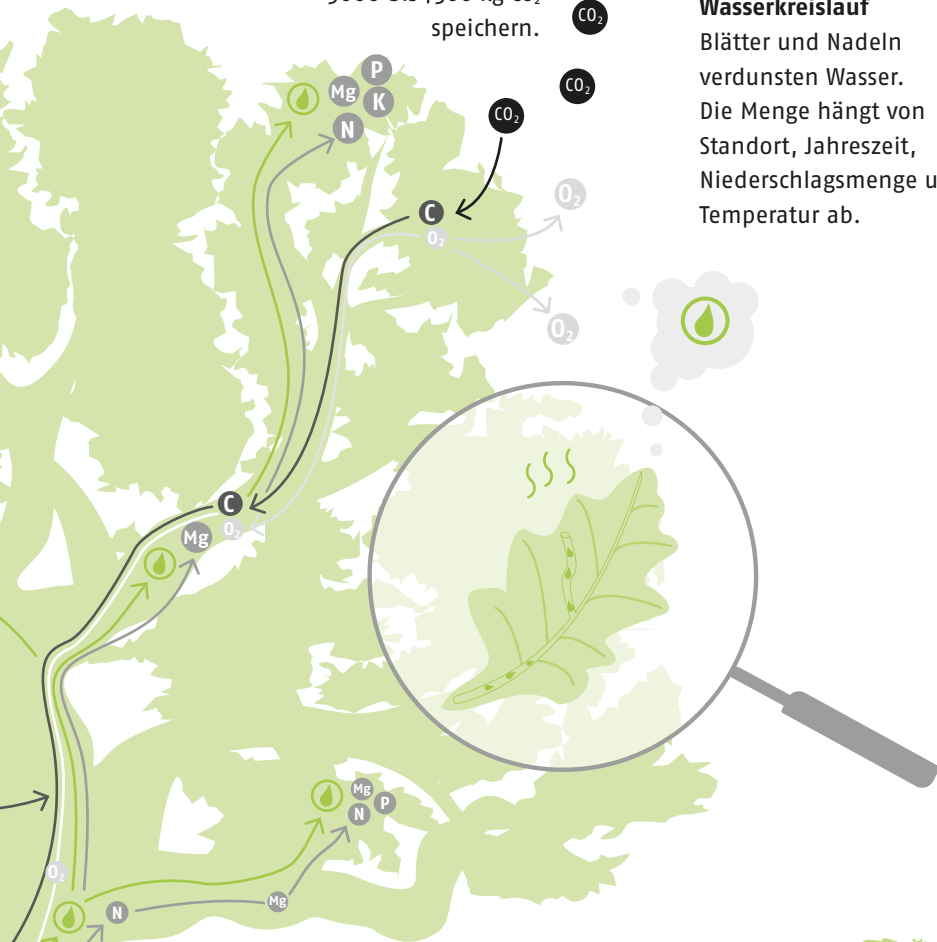 speichern.
CO₂
Wasserkreislauf
Blätter und Nadeln
verdunsten Wasser.
Die Menge hängt von
Standort, Jahreszeit,
Niederschlagsmenge u
Temperatur ab.
P
Mg
K
N
CO₂
CO₂
O₂
C
O₂
O₂
C
O₂
Mg
Mg
P
N
O₂
N
Mg